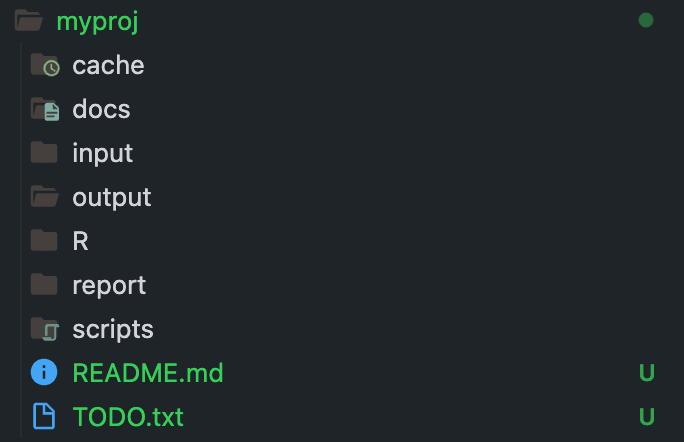 myproj
cache
docs
input
output
R
report
scripts
README.md U
TODO.txt U